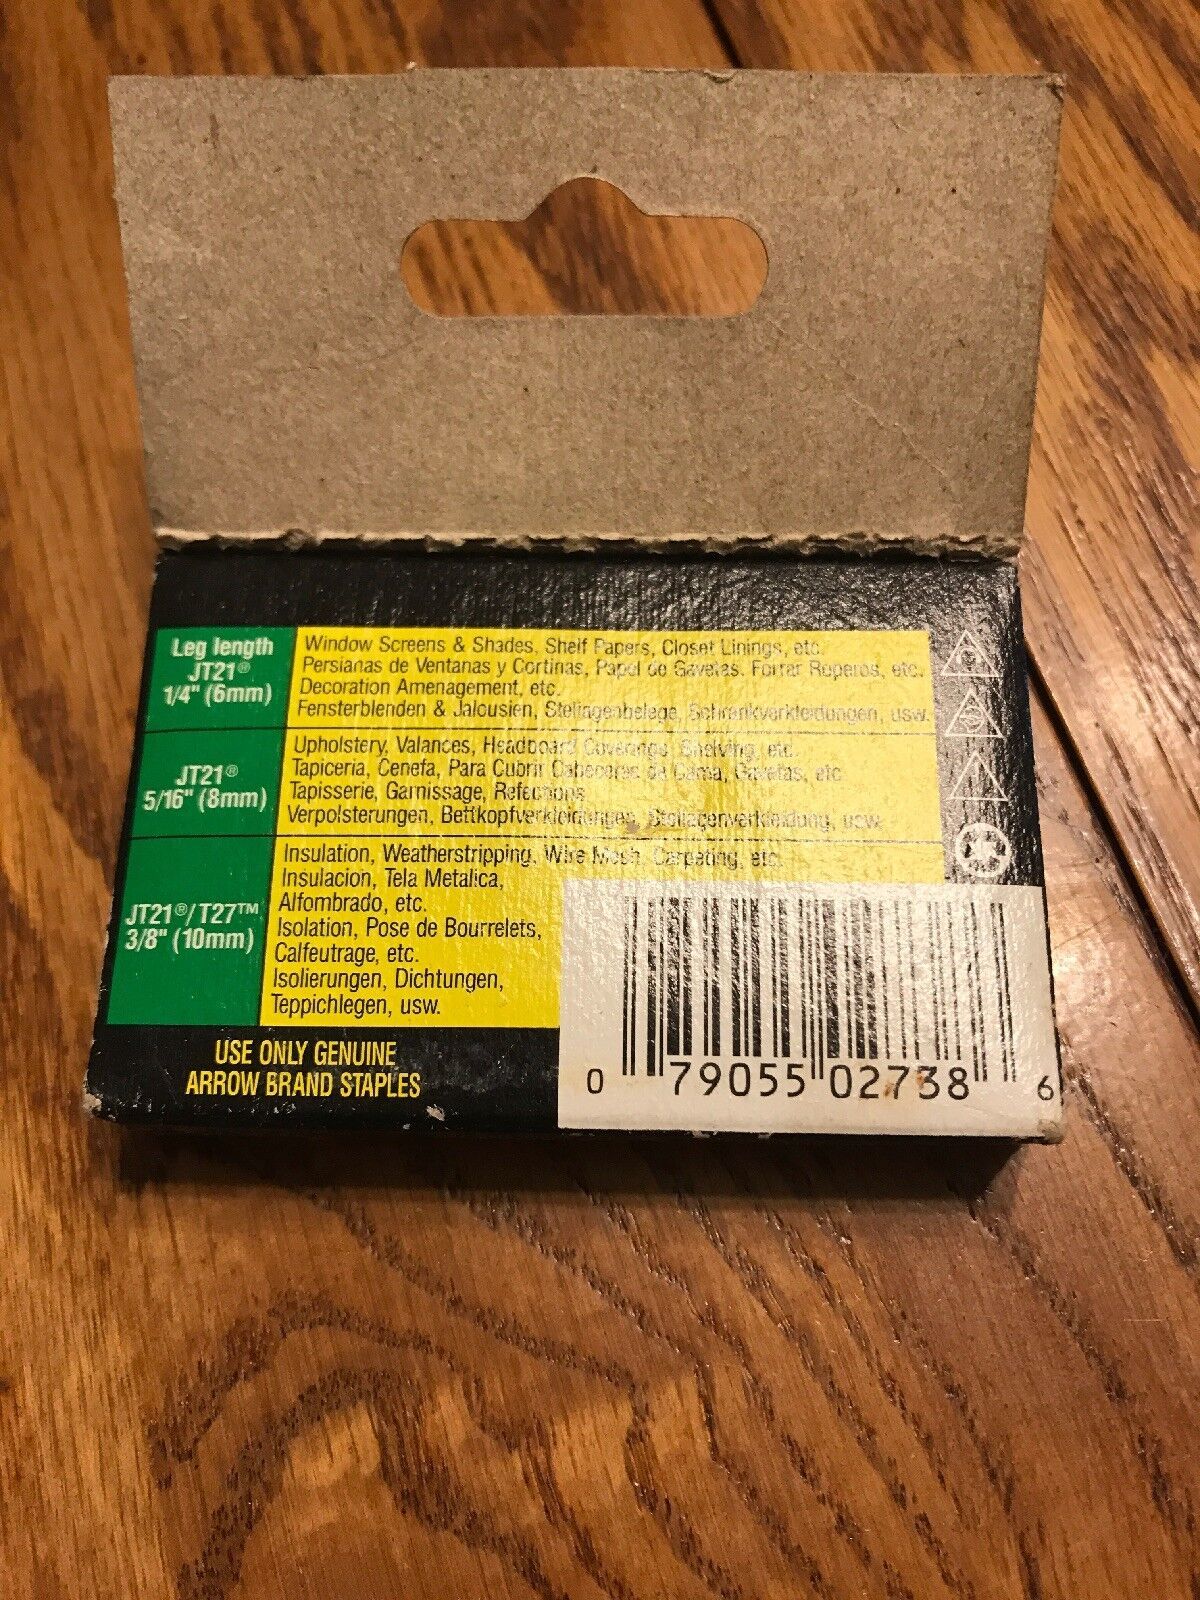 Leg length
JT21®
1/4" (6mm)
Window Screens & Shades, Shelf Papers, Closet Linings, etc.
Persianas de Ventanas y Cortinas, Papel de Gavetas, Forrar Roperos, etc.
Decoration Amenagement, etc.
Fensterblenden & Jalousien, Stellagenbelege, Schrankverkleidungen, usw.
JT21®
5/16" (8mm)
Upholstery, Valances, Headboard Coverings, Shelving, etc.
Tapiceria, Cenefa, Para Cubrir Cabeceras de Cama, Gavetas, etc.
Tapisserie, Garnissage, Refections
Verpolsterungen, Bettkopfverkleidungen, Stellagenverkleidung, usw.
JT21®/T27™
3/8" (10mm)
Insulation, Weatherstripping, Wire Mesh, Carpeting, etc.
Insulacion, Tela Metalica,
Alfombrado, etc.
Isolation, Pose de Bourrelets,
Calfeutrage, etc.
Isolierungen, Dichtungen,
Teppichlegen, usw.
USE ONLY GENUINE
ARROW BRAND STAPLES
0 79055 02738 6